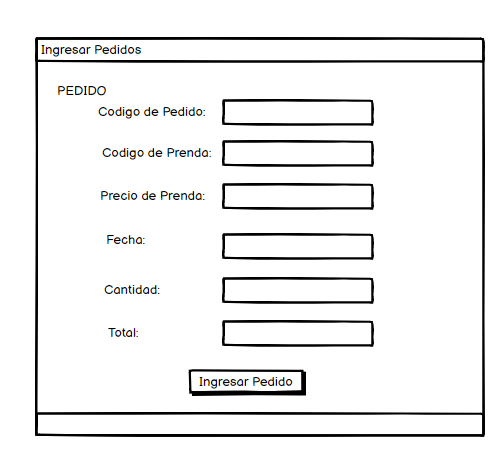 Ingresar Pedidos
PEDIDO
Codigo de Pedido:
Codigo de Prenda:
Precio de Prenda:
Fecha:
Cantidad:
Total:
Ingresar Pedido